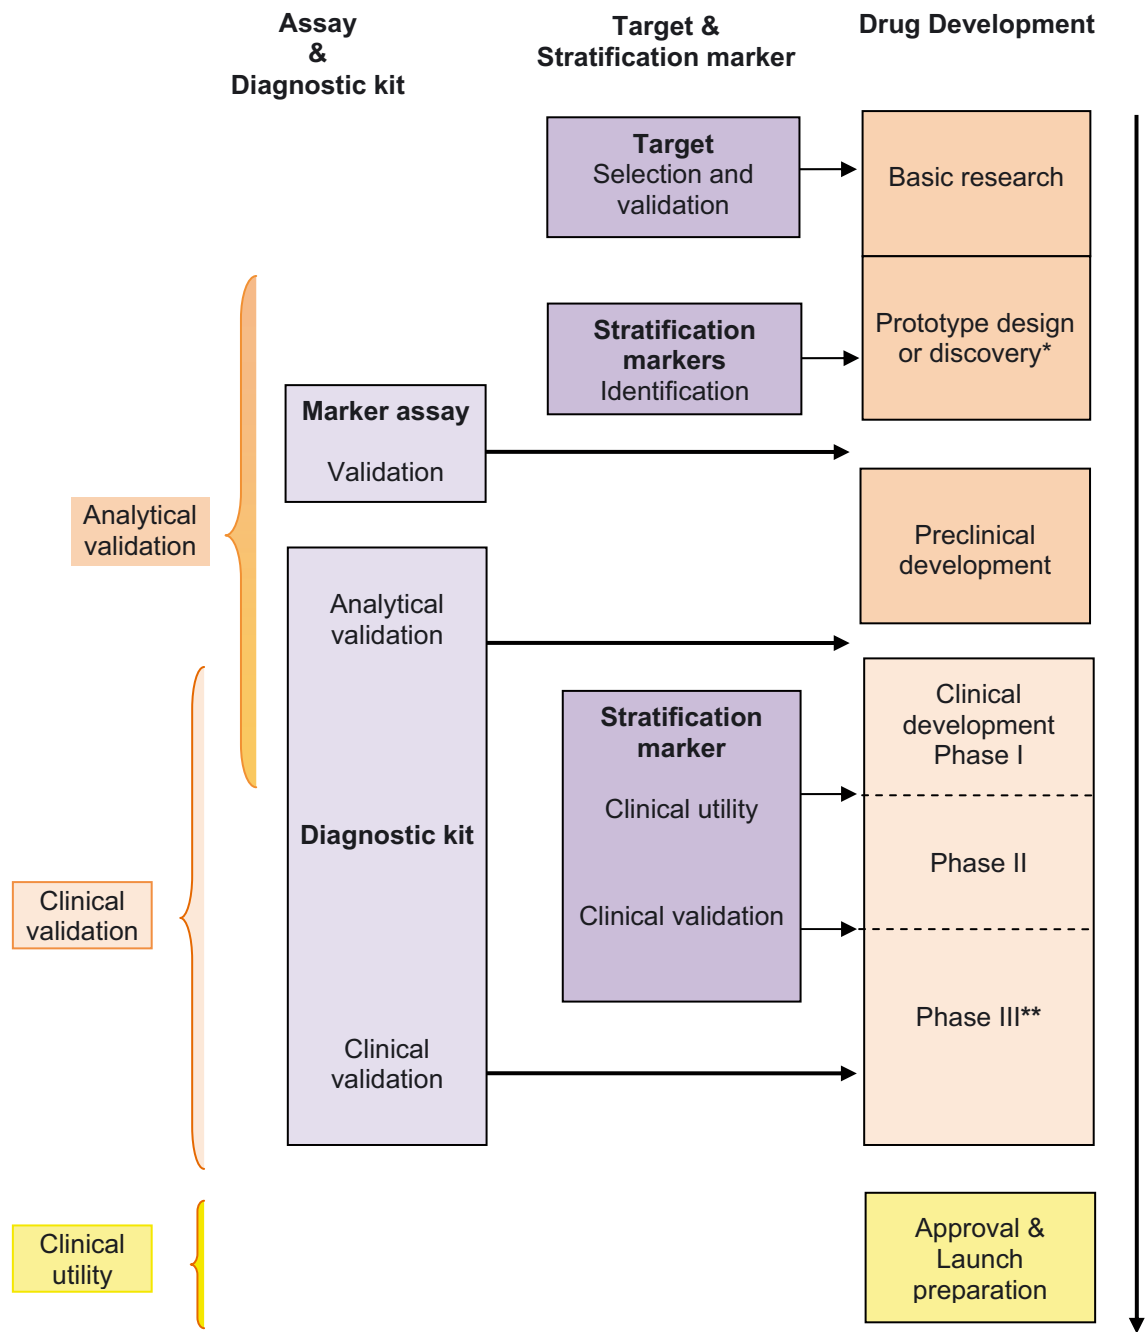 Assay
&
Diagnostic kit
Target &
Stratification marker
Drug Development
Target
Selection and
validation
Basic research
Stratification
markers
Identification
Prototype design
or discovery*
Marker assay
Validation
Analytical
validation
Preclinical
development
Analytical
validation
Diagnostic kit
Clinical
validation
Stratification
marker
Clinical utility
Clinical validation
Clinical
development
Phase I
Phase II
Phase III**
Clinical
validation
Clinical
utility
Approval &
Launch
preparation